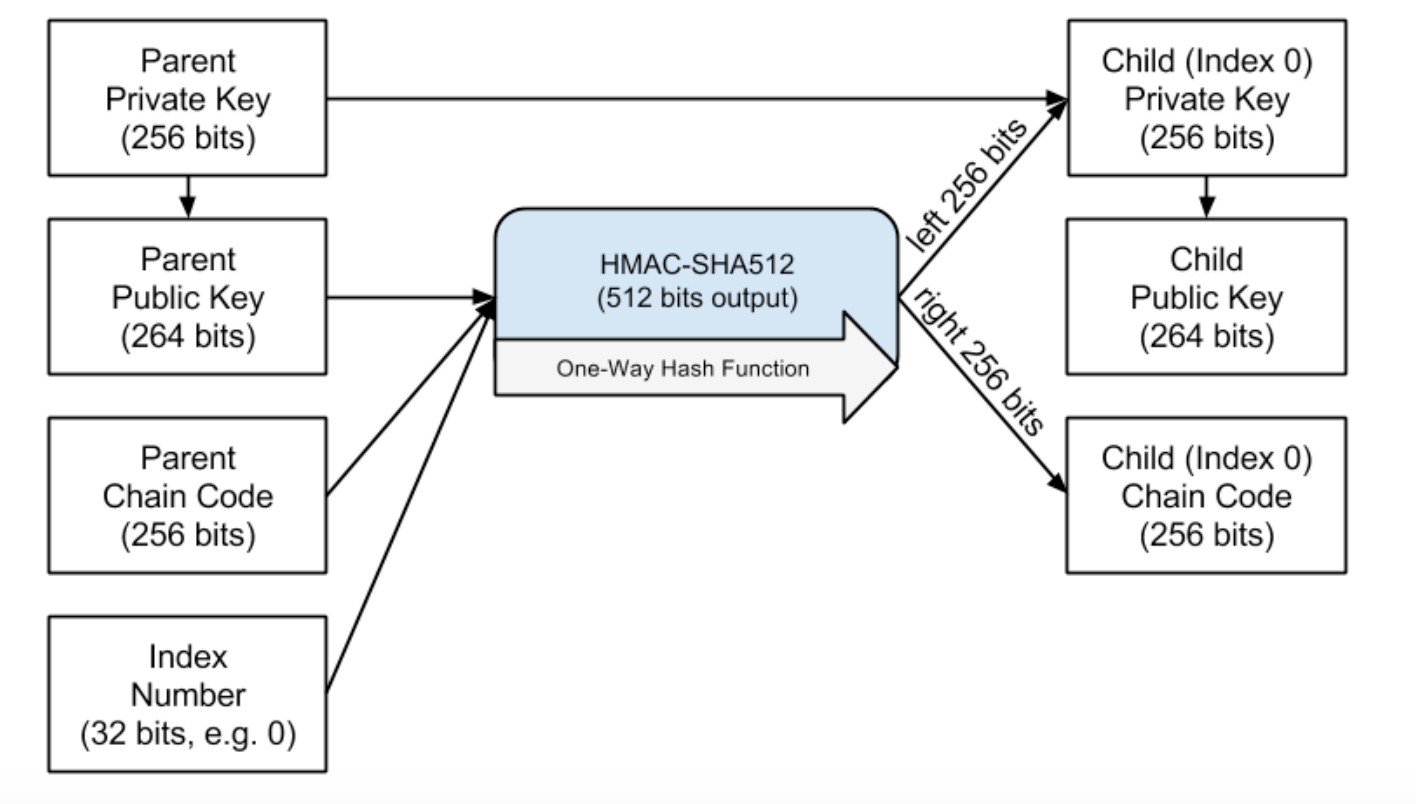 Parent
Private Key
(256 bits)
Parent
Public Key
(264 bits)
Parent
Chain Code
(256 bits)
Index
Number
(32 bits, e.g. 0)
HMAC-SHA512
(512 bits output)
One-Way Hash Function
left 256 bits
right 256 bits
Child (Index 0)
Private Key
(256 bits)
Child
Public Key
(264 bits)
Child (Index 0)
Chain Code
(256 bits)